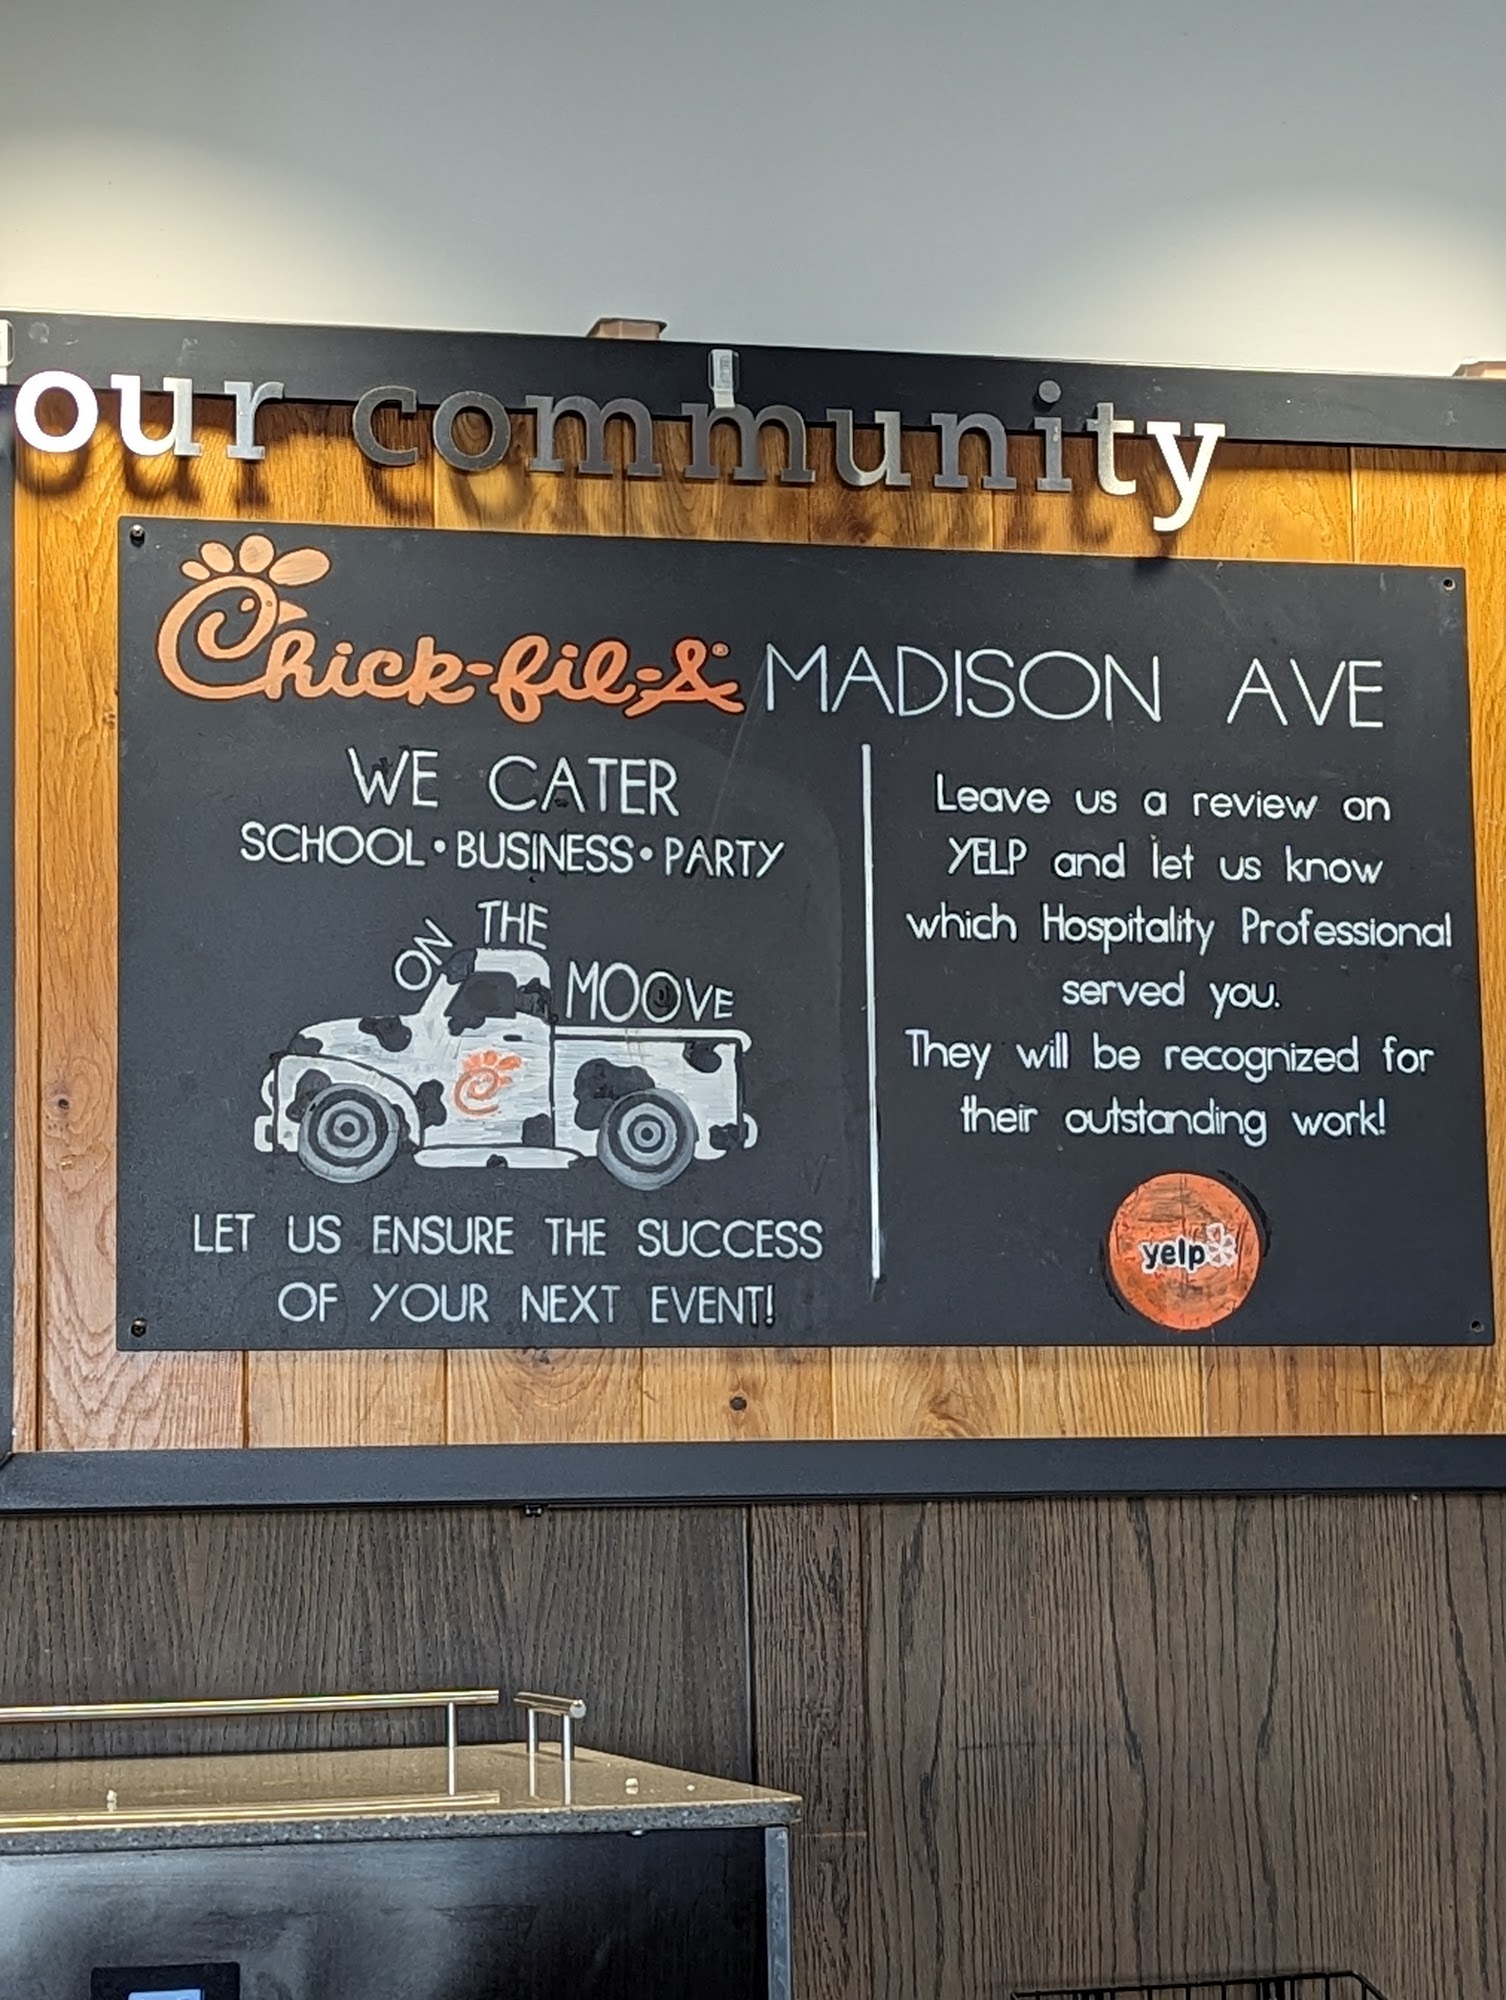 our community
Chick-fil-A® MADISON AVE
WE CATER
SCHOOL • BUSINESS • PARTY
ON THE MOOVE
LET US ENSURE THE SUCCESS
OF YOUR NEXT EVENT!
Leave us a review on
YELP and let us know
which Hospitality Professional
served you.
They will be recognized for
their outstanding work!
yelp